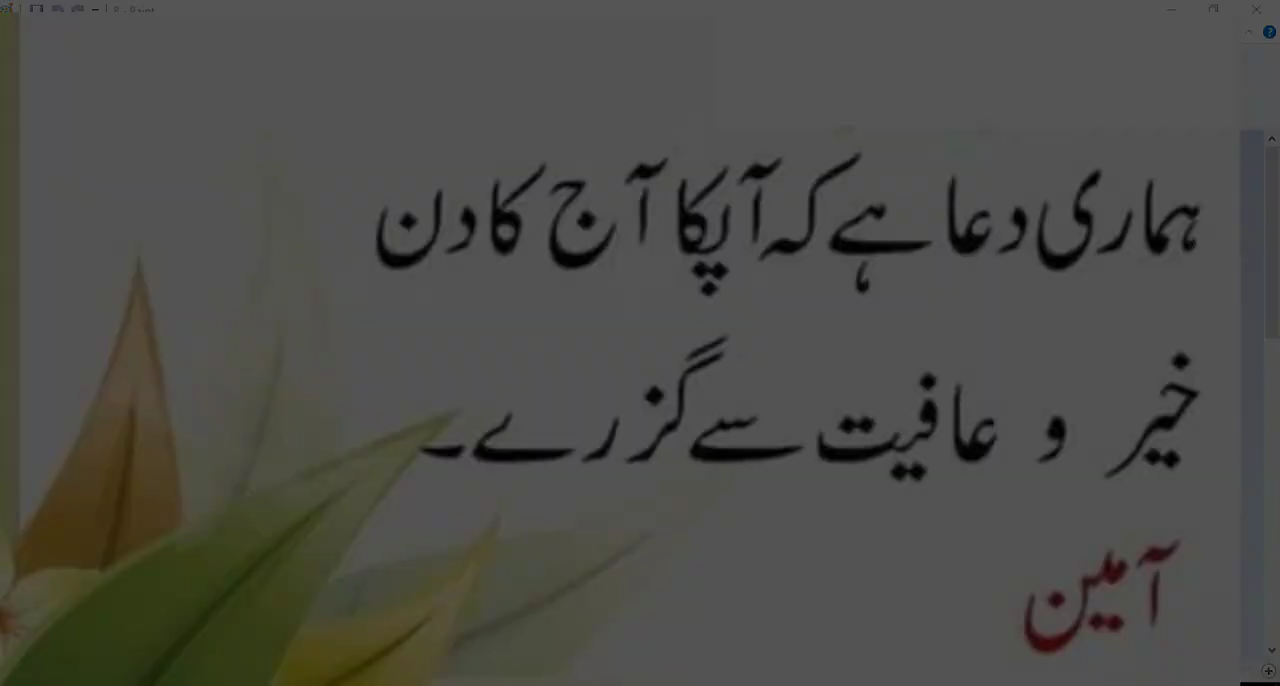 ہماری دعا ہے کہ آپکا آج کا دن
خیر و عافیت سے گزرے۔
آمین